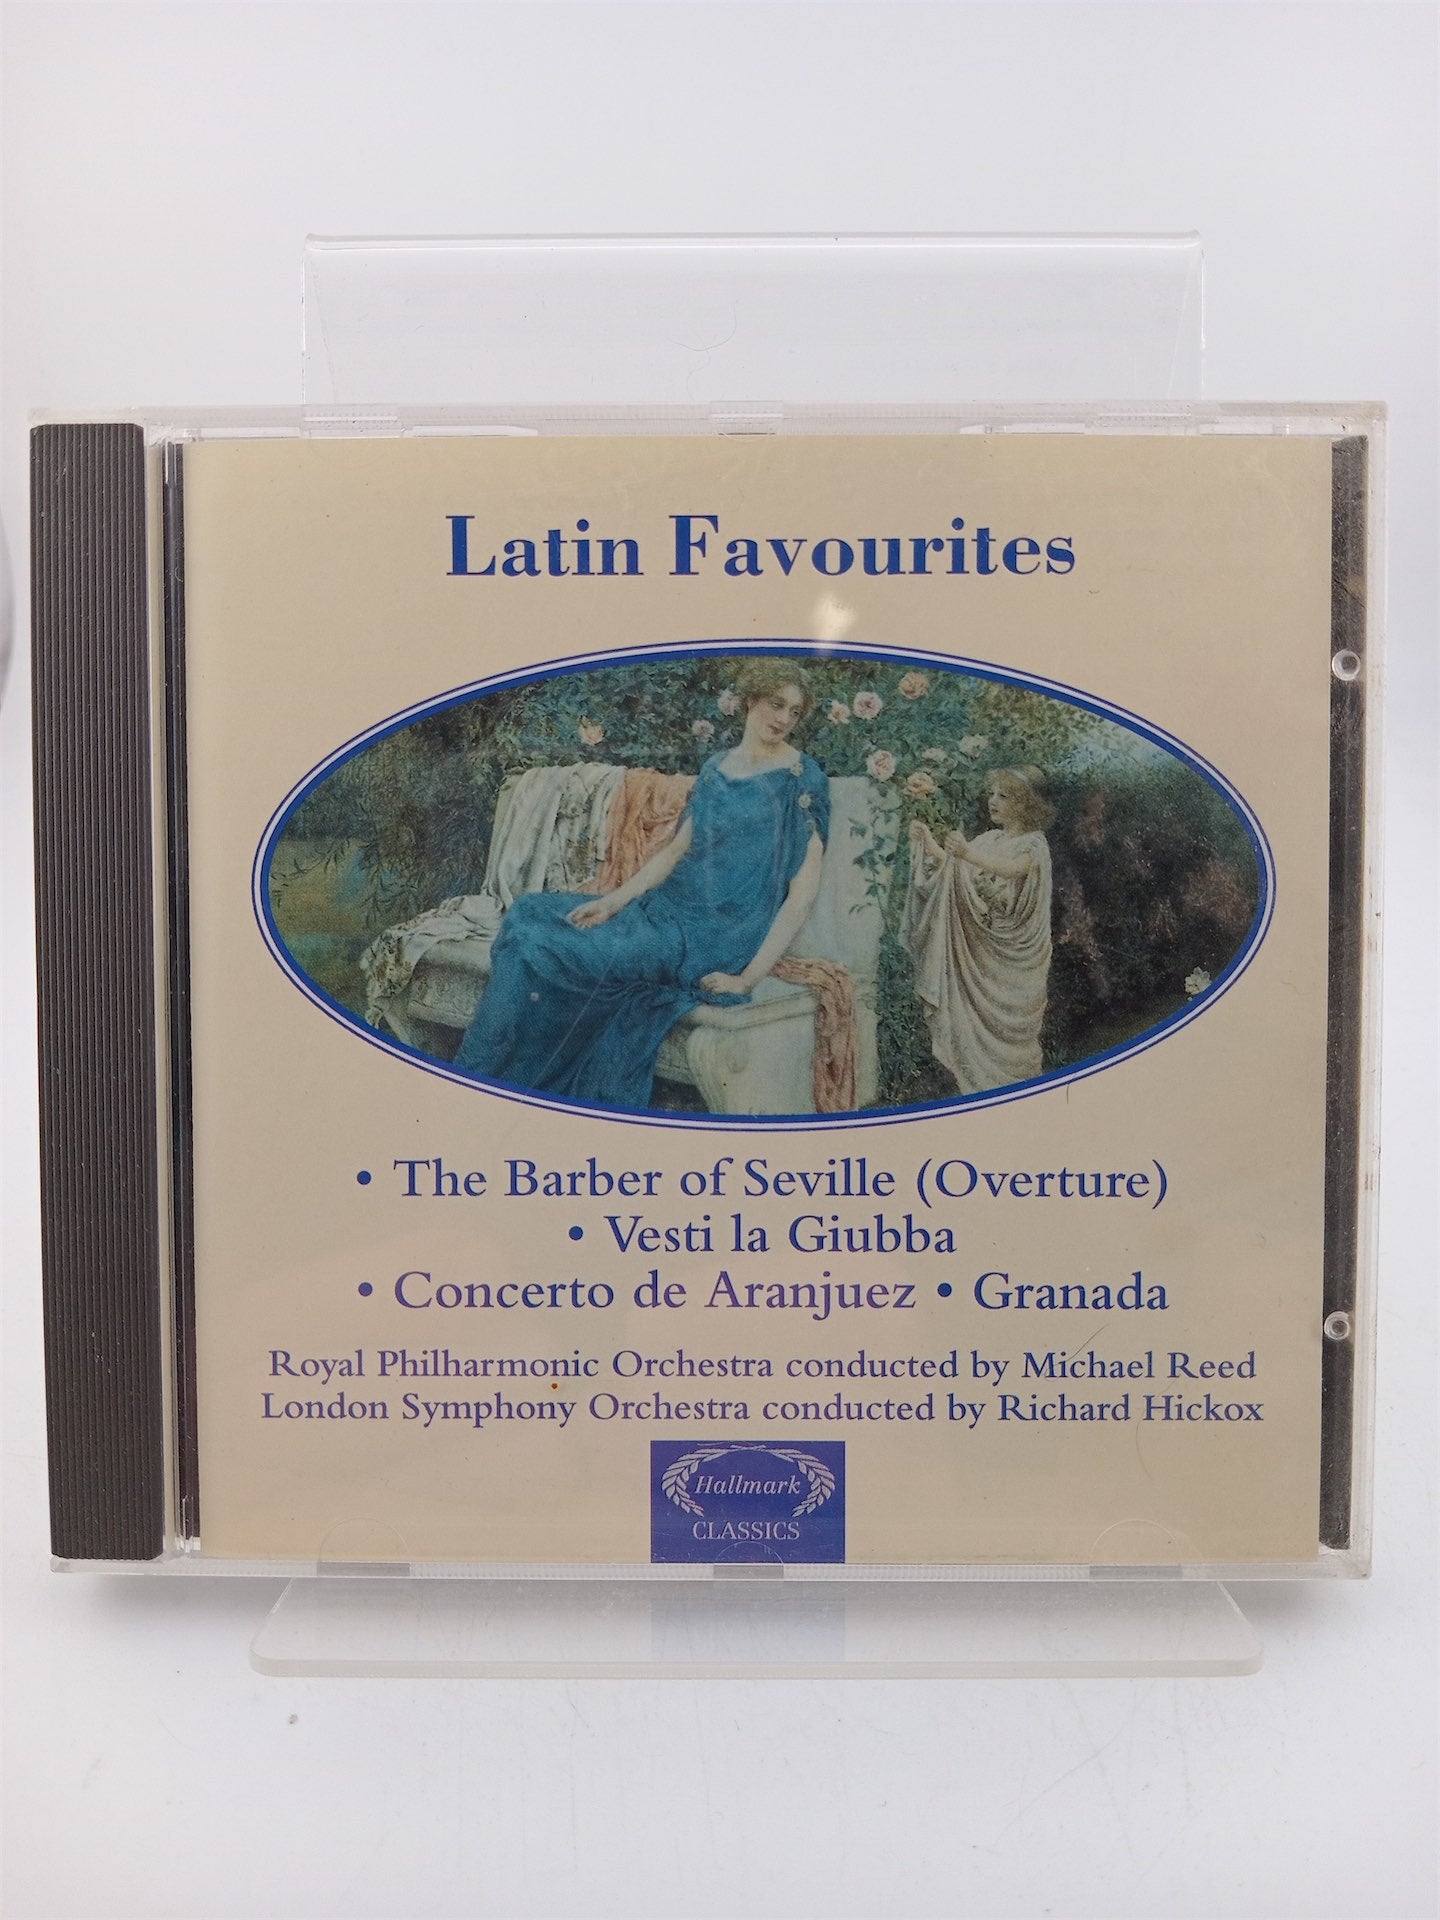 Latin Favourites
• The Barber of Seville (Overture)
• Vesti la Giubba
• Concerto de Aranjuez • Granada
Royal Philharmonic Orchestra conducted by Michael Reed
London Symphony Orchestra conducted by Richard Hickox
Hallmark
CLASSICS